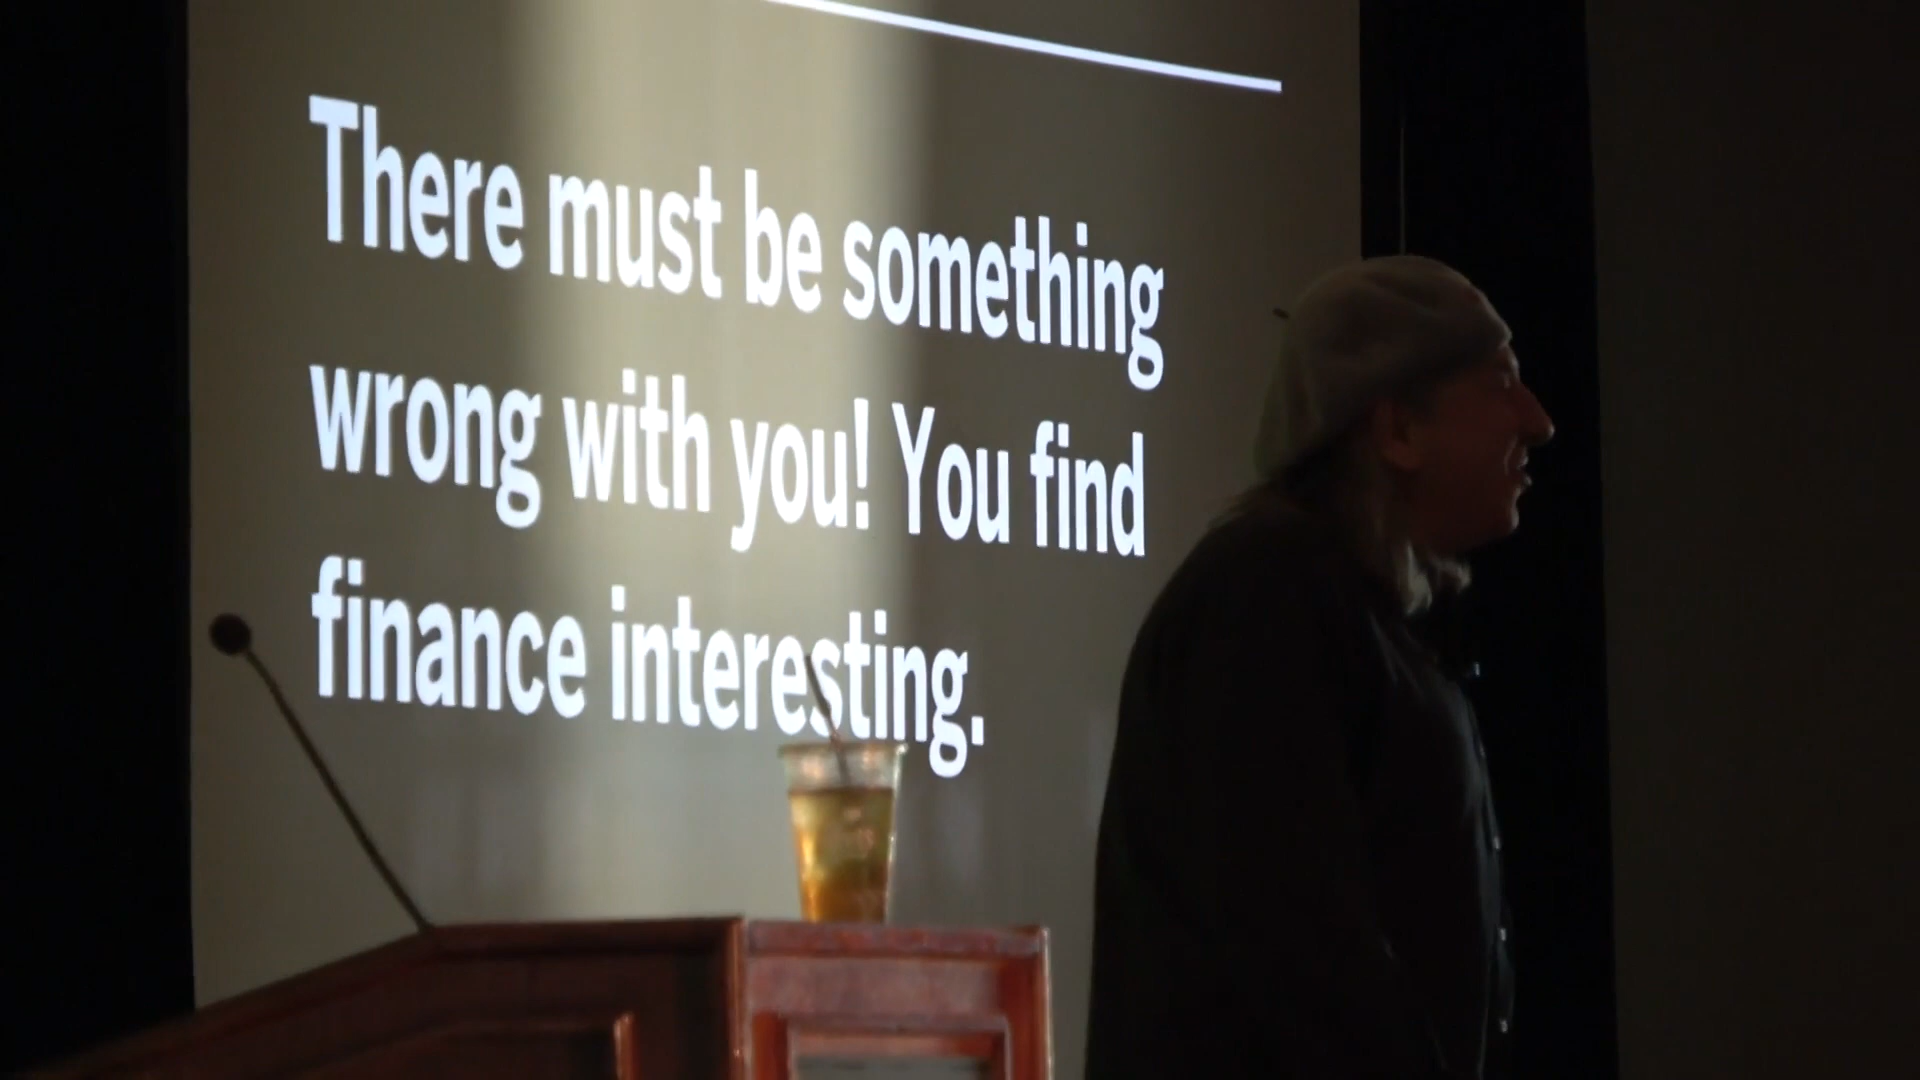 There must be something
wrong with you! You find
finance interesting.